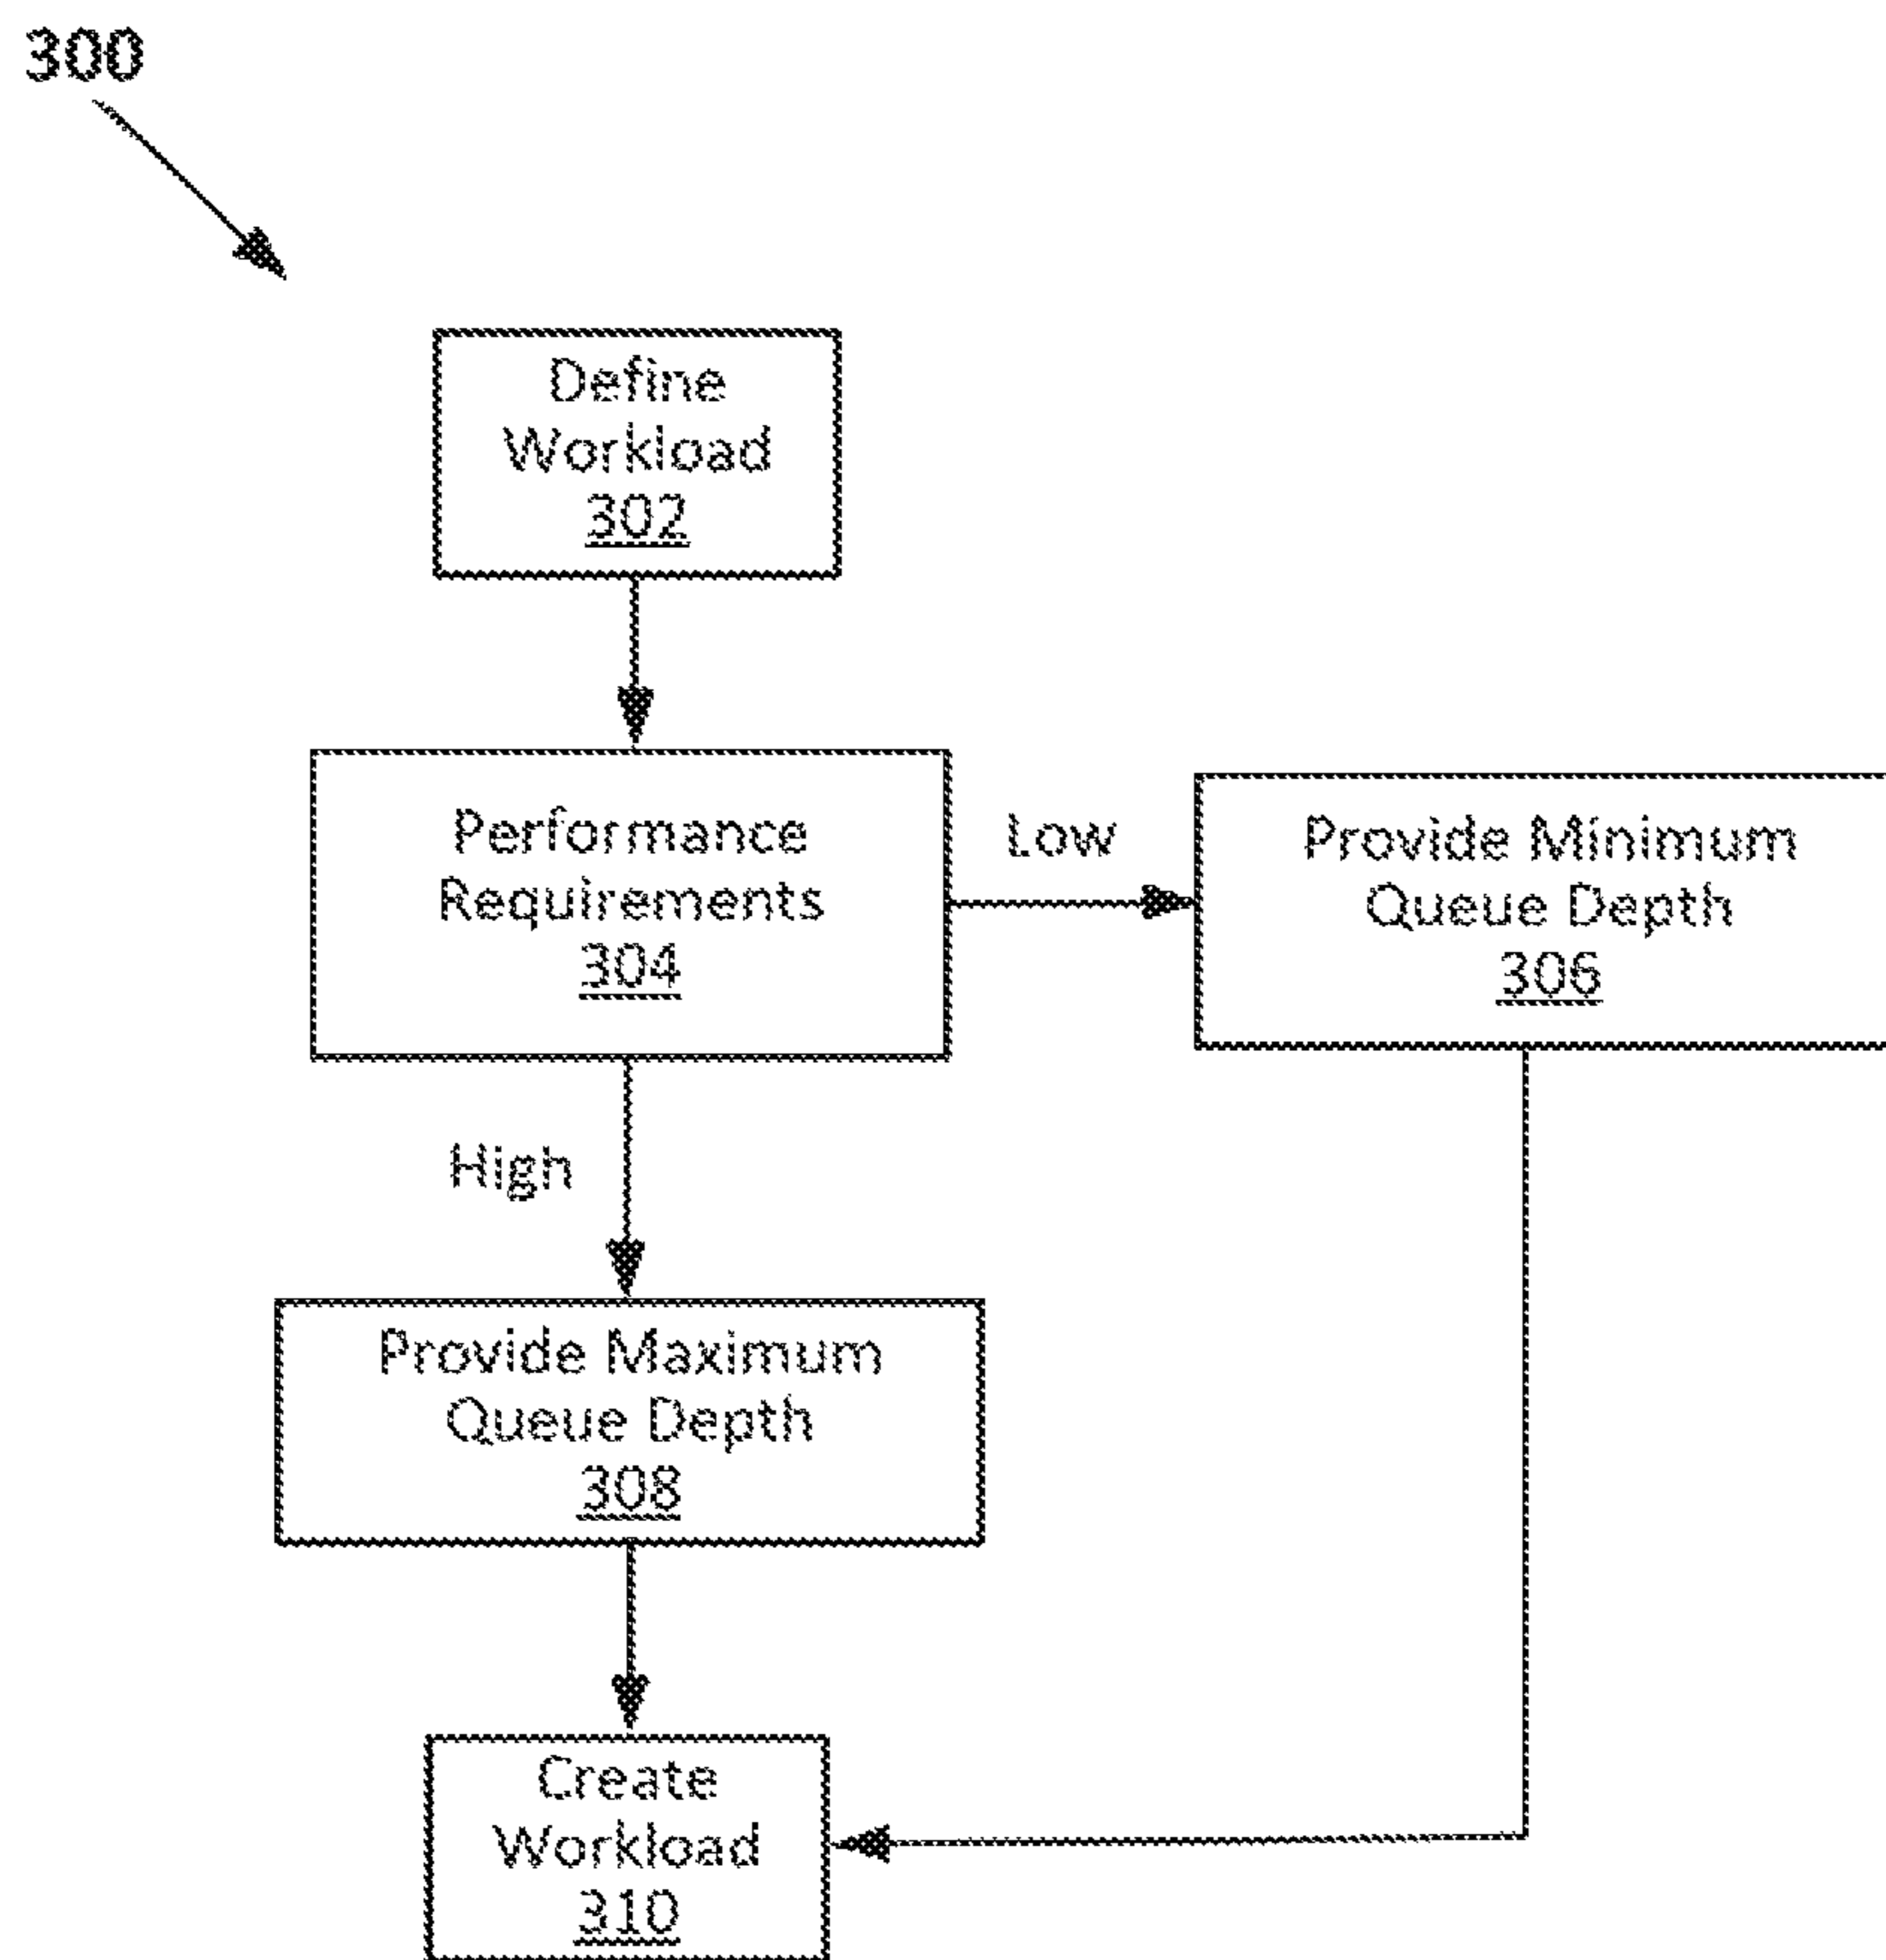 300
Define
Workload
302
Performance
Requirements
304
Low
Provide Minimum
Queue Depth
306
High
Provide Maximum
Queue Depth
308
Create
Workload
310